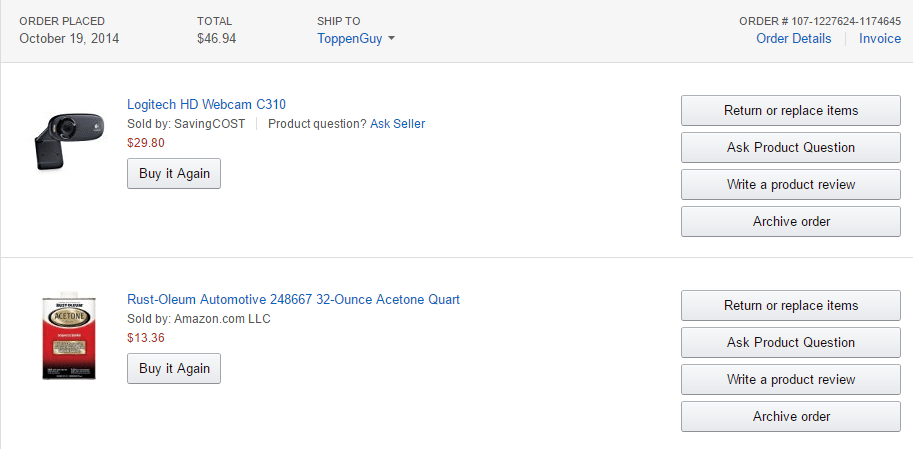 ORDER PLACED
October 19, 2014
TOTAL
$46.94
SHIP TO
ToppenGuy
ORDER # 107-1227624-1174645
Order Details
Invoice
Logitech HD Webcam C310
Sold by: SavingCOST
Product question? Ask Seller
$29.80
Buy it Again
Return or replace items
Ask Product Question
Write a product review
Archive order
RUST-OLEUM
ACETONE
Rust-Oleum Automotive 248667 32-Ounce Acetone Quart
Sold by: Amazon.com LLC
$13.36
Buy it Again
Return or replace items
Ask Product Question
Write a product review
Archive order